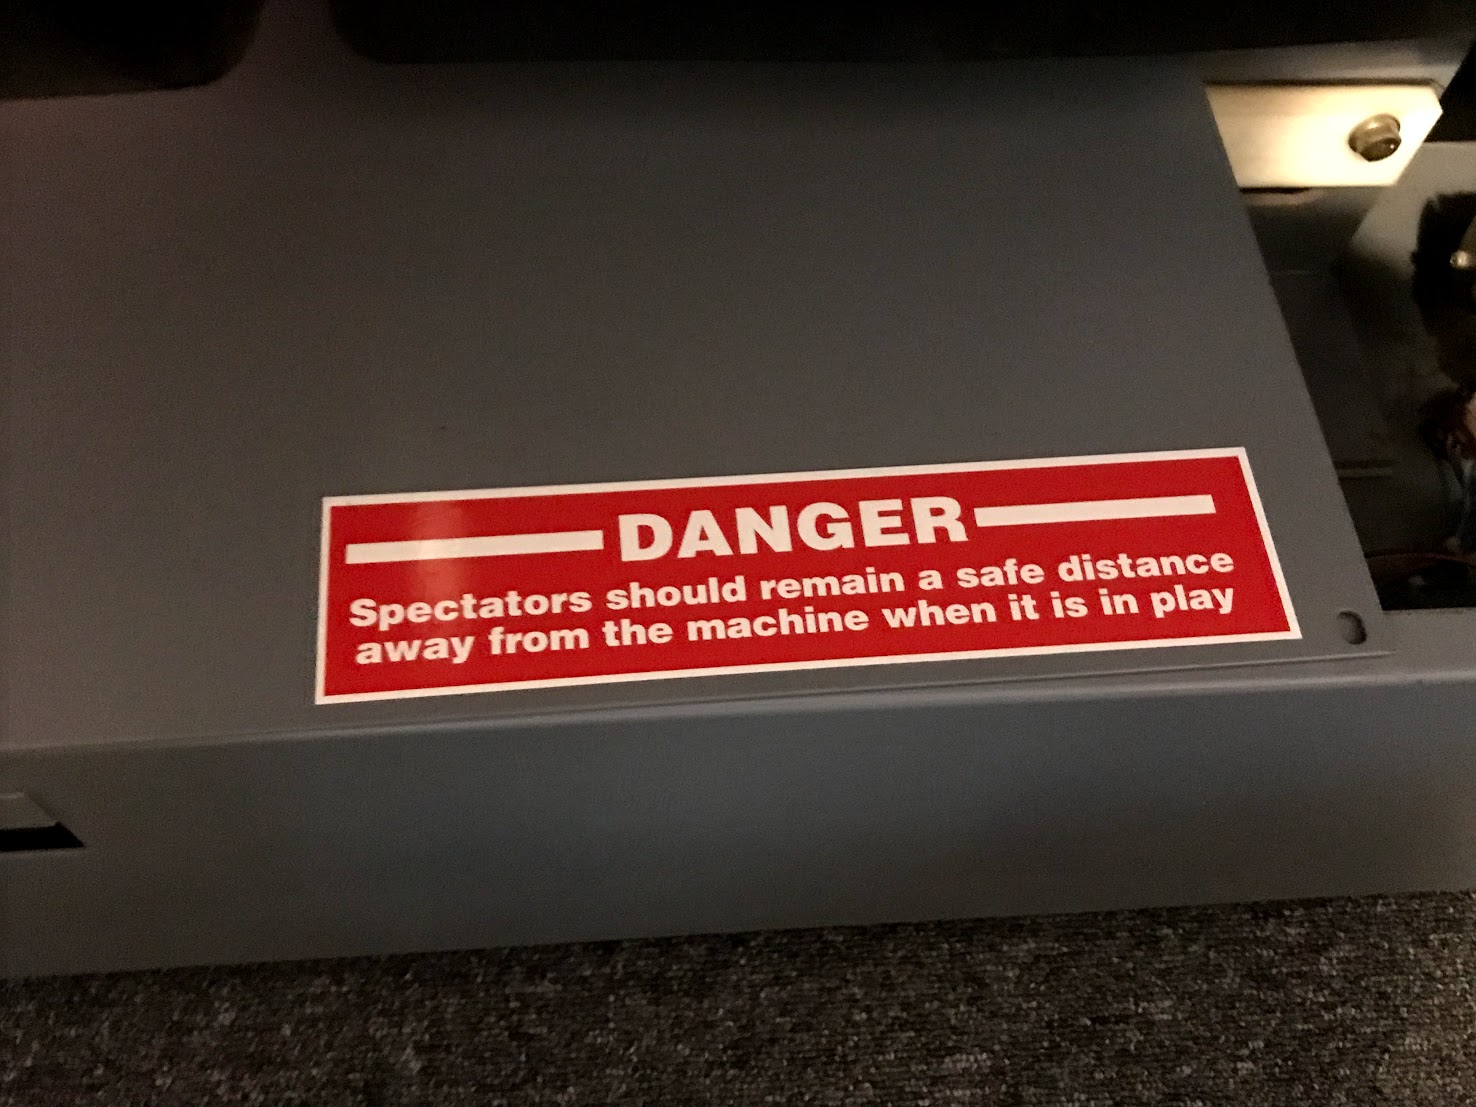 DANGER
Spectators should remain a safe distance
away from the machine when it is in play